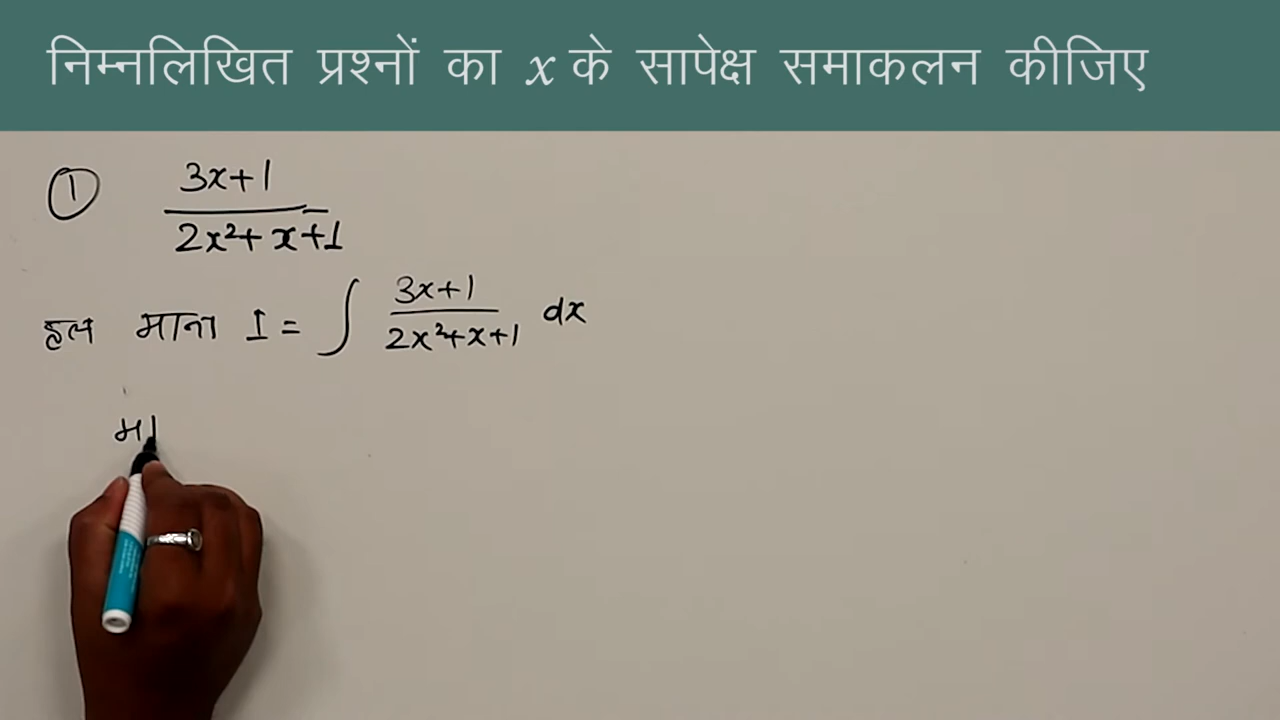 निम्नलिखित प्रश्नों का x के सापेक्ष समाकलन कीजिए
① 3x+1
2x²+x+1
हल माना I = ∫ 3x+1 dx
2x²+x+1
मा